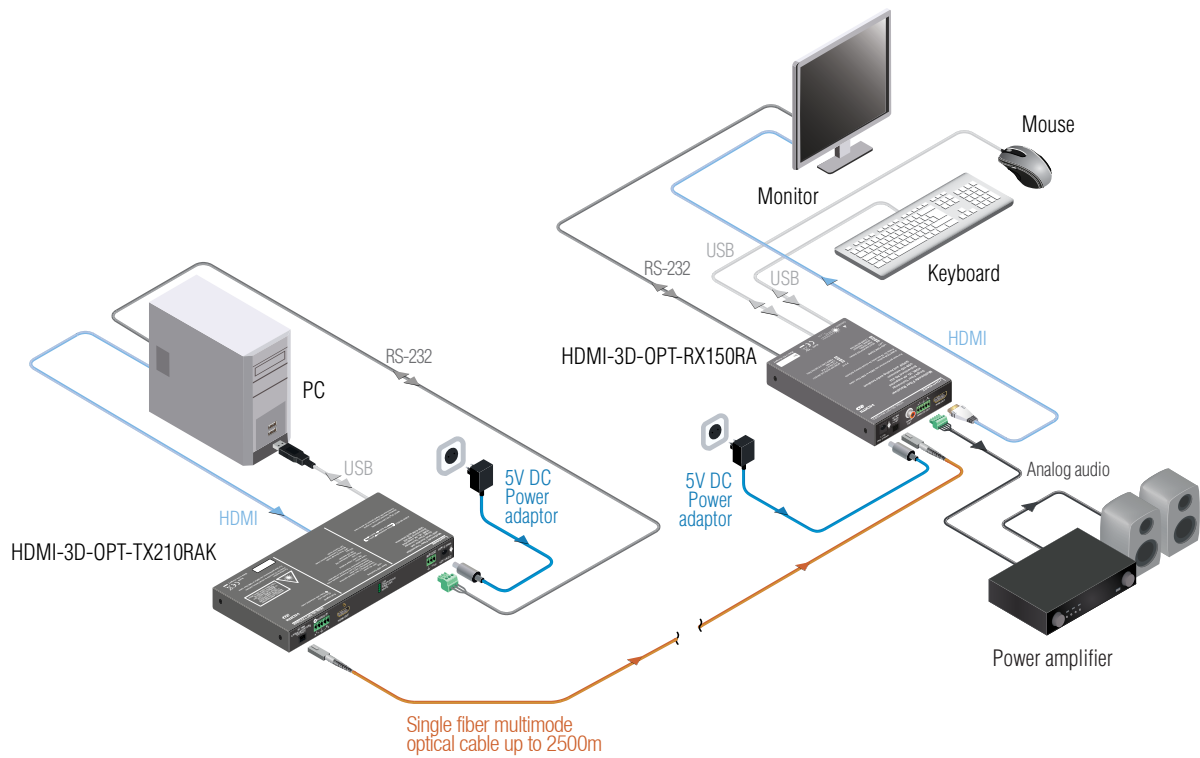 Mouse
Monitor
USB
RS-232
USB
Keyboard
HDMI
HDMI-3D-OPT-RX150RA
RS-232
PC
USB
5V DC
Power
adaptor
5V DC
Power
adaptor
Analog audio
HDMI
HDMI-3D-OPT-TX210RAK
Power amplifier
Single fiber multimode
optical cable up to 2500m